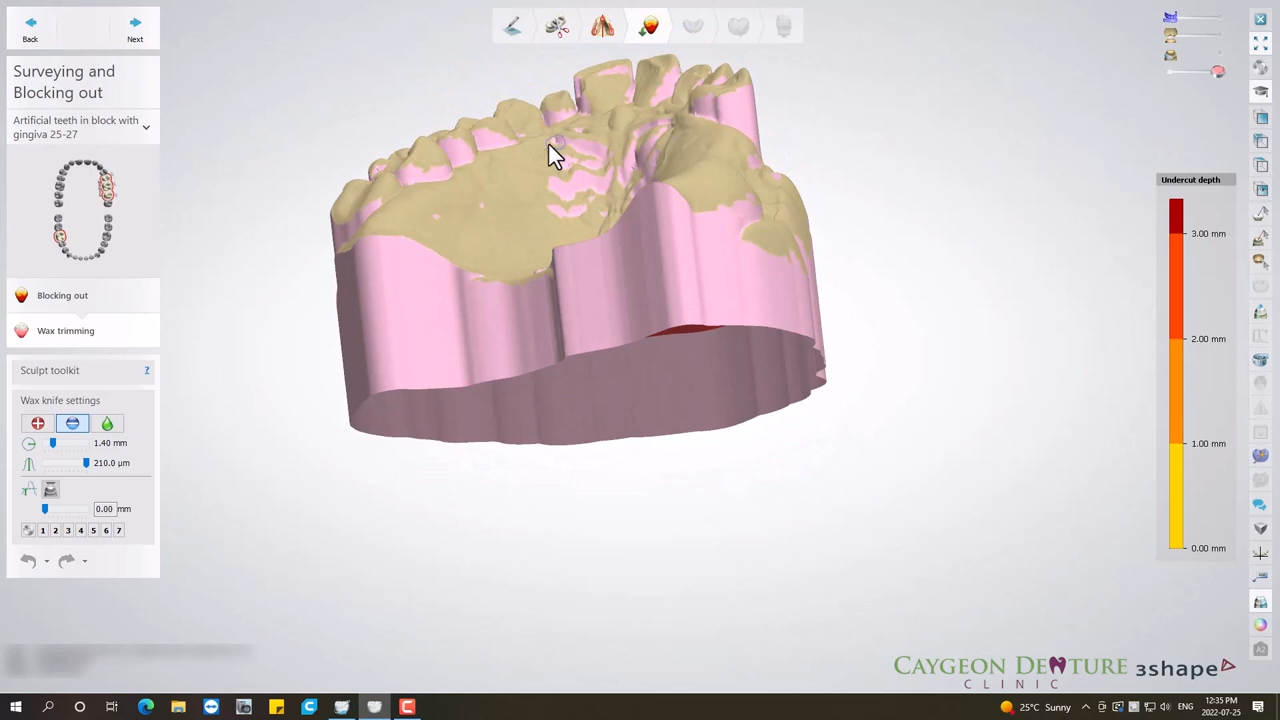 Back
Next
Surveying and
Blocking out
Artificial teeth in block with
gingiva 25-27
Blocking out
Wax trimming
Sculpt toolkit ?
Wax knife settings
1.40 mm
210.0 µm
0.00 mm
1 2 3 4 5 6 7
Undercut depth
3.00 mm
2.00 mm
1.00 mm
0.00 mm
A2
CAYGEON DENTURE
CLINIC
3shape
25°C Sunny
ENG
12:35 PM
2022-07-25